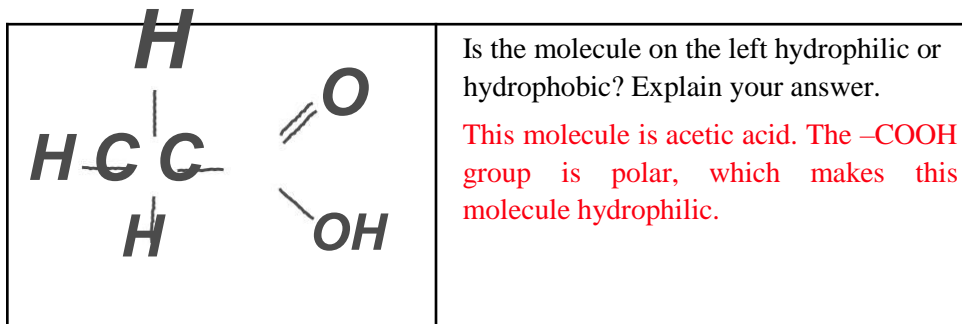 H
O
H C C
H
OH
Is the molecule on the left hydrophilic or
hydrophobic? Explain your answer.
This molecule is acetic acid. The –COOH
group is polar, which makes this
molecule hydrophilic.